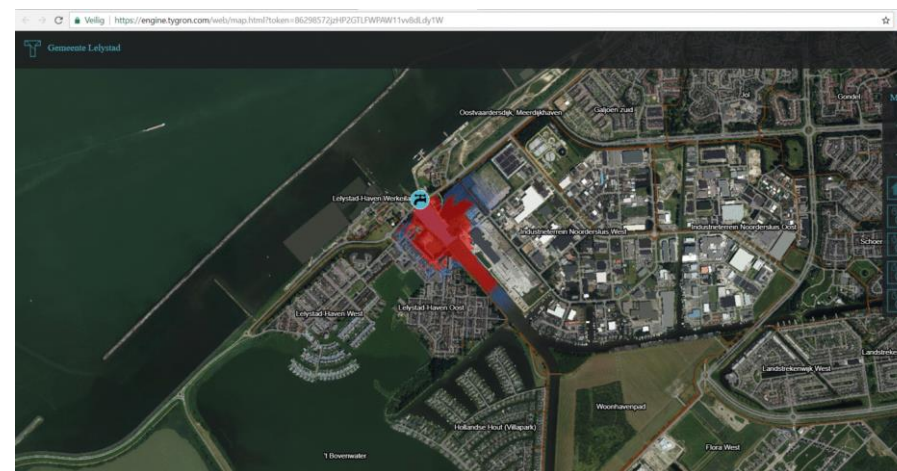 Veilig | https://engine.tygron.com/web/map.html?token=86298572JzHP2GTLFWPAW11vv8dLdy1W
Gemeente Lelystad
M
Jol
Gondel
Galjoen zuid
Oostvaardersdijk, Meerdijkhaven
Lelystad-Haven Werkeiland
Industrieterrein Noordersluis West
Industrieterrein Noordersluis Oost
Schoer
Lelystad-Haven West
Lelystad-Haven Oost
Landstreke
Landstrekenwijk West
Woonhavenpad
Hollandse Hout (Villapark)
Flora West
't Bovenwater